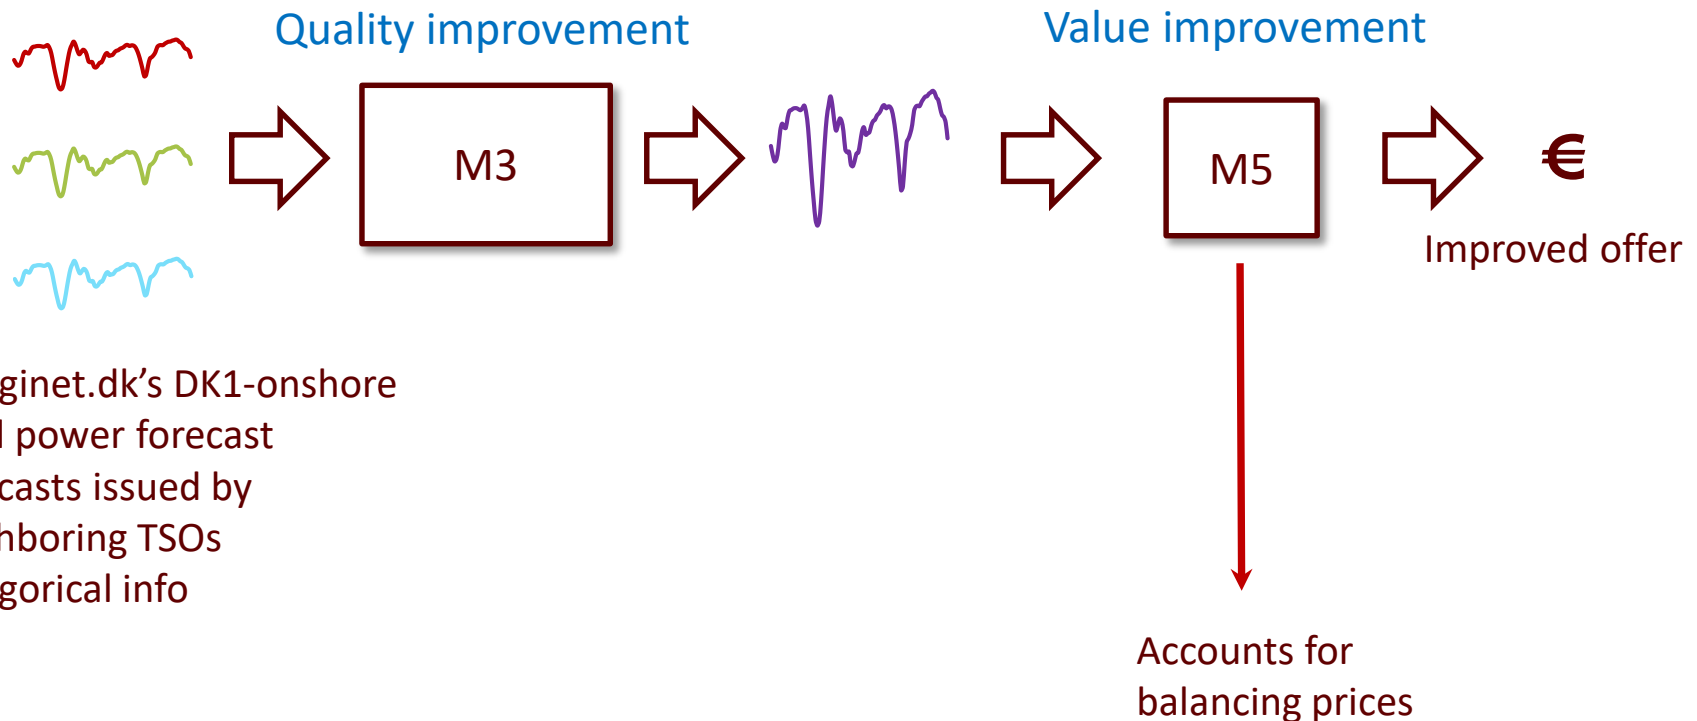 Quality improvement
Value improvement
M3
M5
€
Improved offer
ginet.dk's DK1-onshore
power forecast
casts issued by
hboring TSOs
gorical info
Accounts for
balancing prices